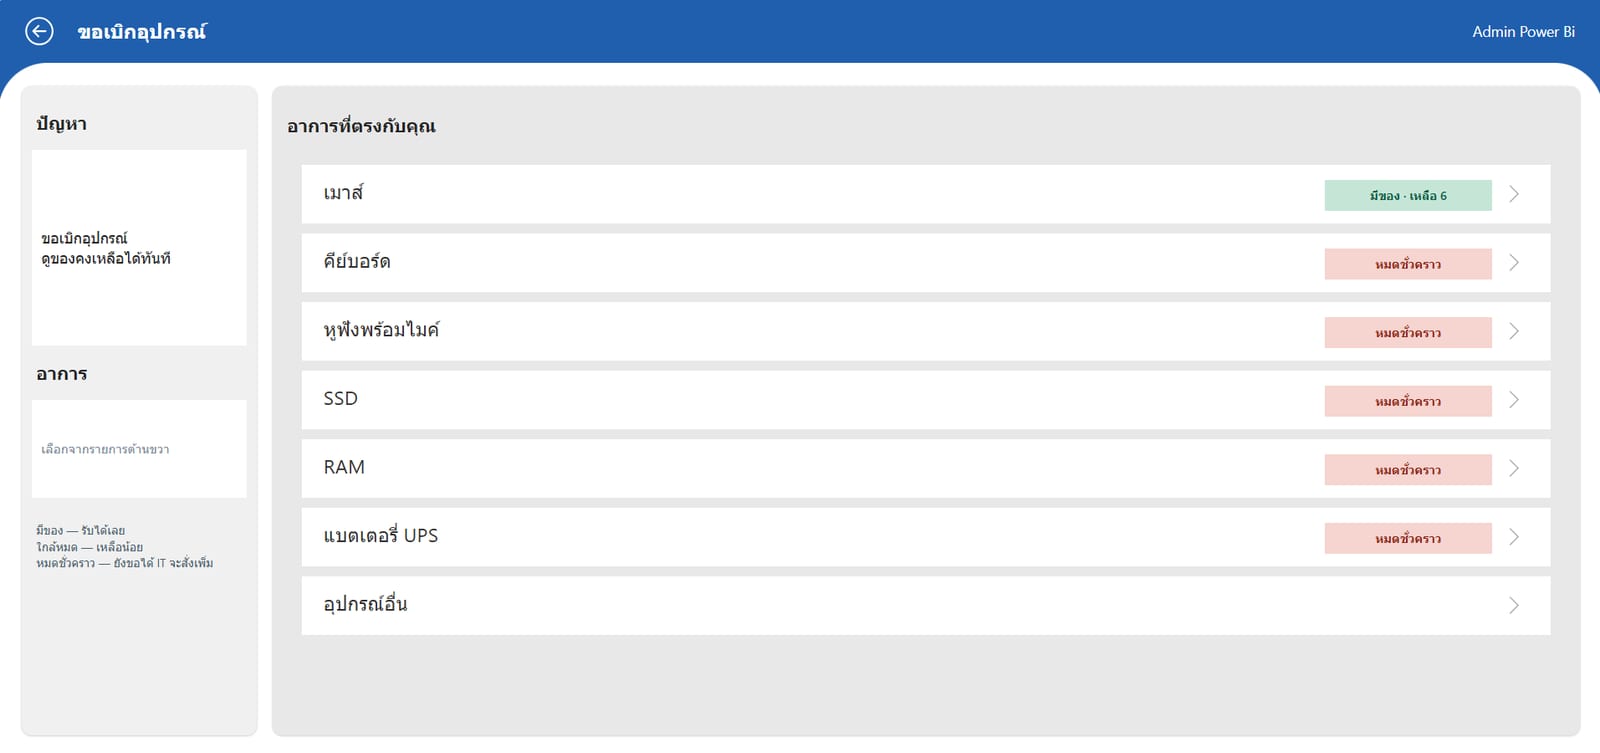 ขอเบิกอุปกรณ์
Admin Power Bi
ปัญหา
ขอเบิกอุปกรณ์
ดูของคงเหลือได้ทันที
อาการ
เลือกจากรายการด้านขวา
มีของ — รับได้เลย
ใกล้หมด — เหลือน้อย
หมดชั่วคราว — ยังขอได้ IT จะสั่งเพิ่ม
อาการที่ตรงกับคุณ
เมาส์
มีของ · เหลือ 6
คีย์บอร์ด
หมดชั่วคราว
หูฟังพร้อมไมค์
หมดชั่วคราว
SSD
หมดชั่วคราว
RAM
หมดชั่วคราว
แบตเตอรี่ UPS
หมดชั่วคราว
อุปกรณ์อื่น